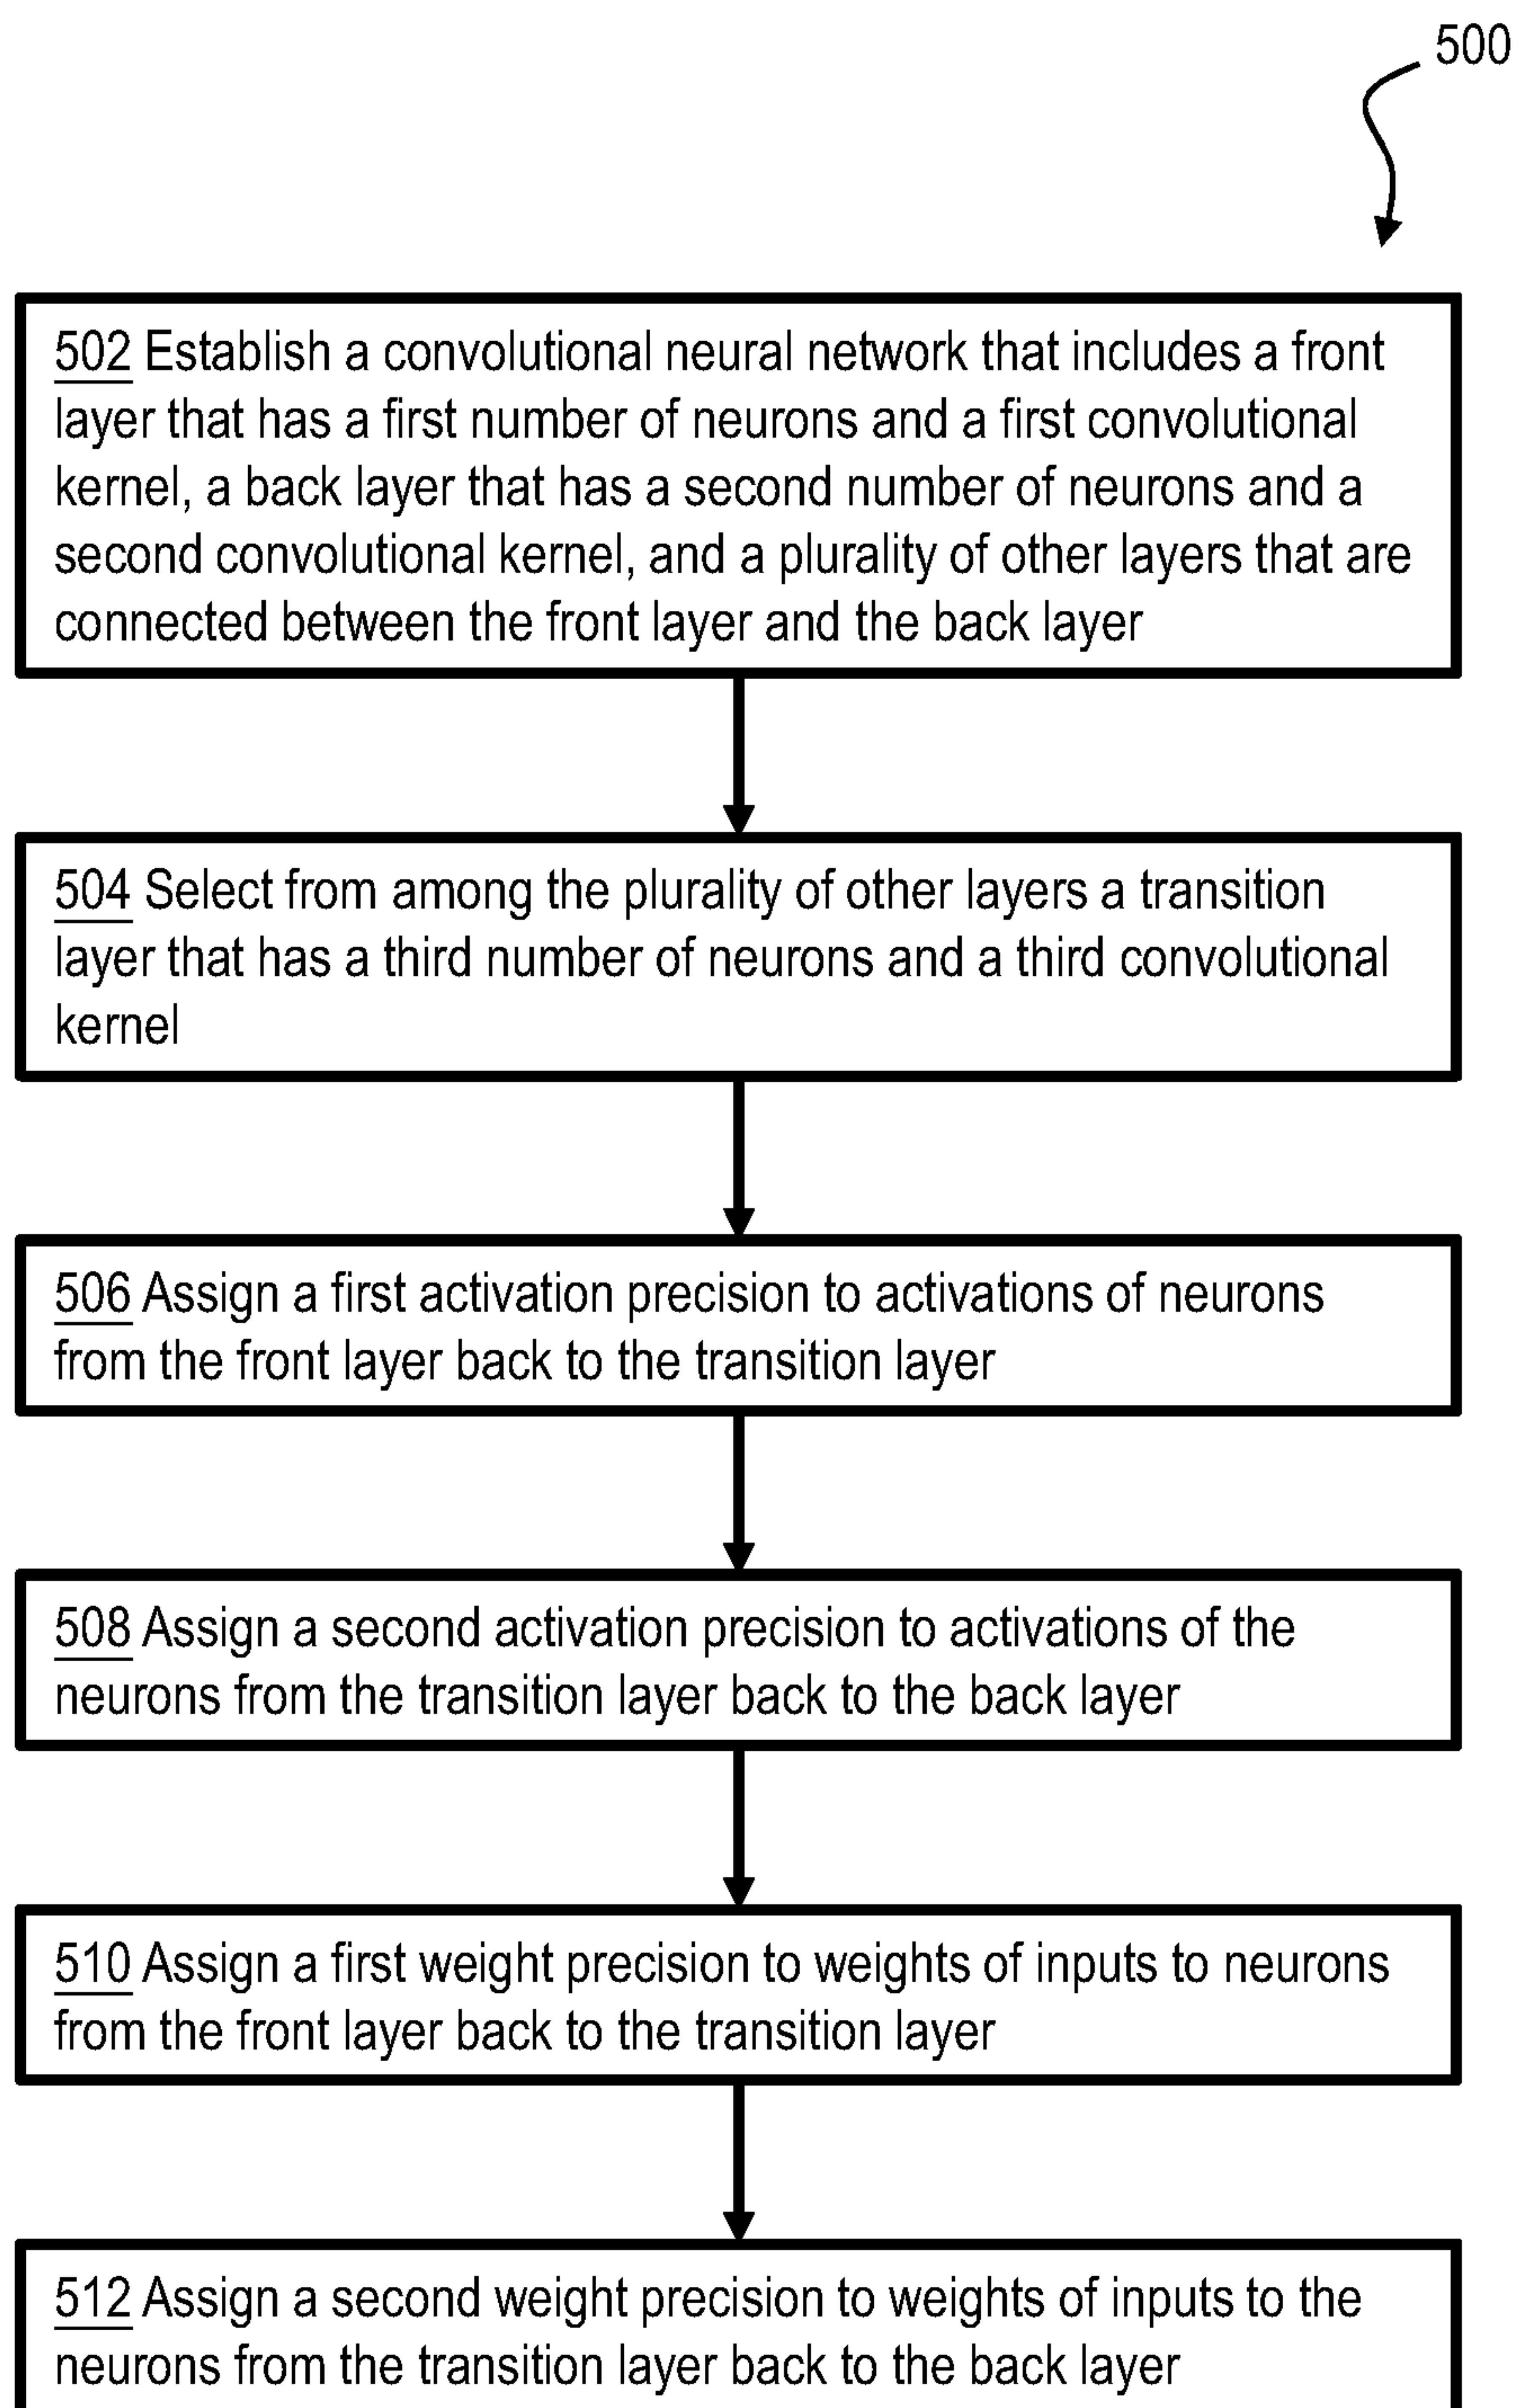 500
502 Establish a convolutional neural network that includes a front
layer that has a first number of neurons and a first convolutional
kernel, a back layer that has a second number of neurons and a
second convolutional kernel, and a plurality of other layers that are
connected between the front layer and the back layer
504 Select from among the plurality of other layers a transition
layer that has a third number of neurons and a third convolutional
kernel
506 Assign a first activation precision to activations of neurons
from the front layer back to the transition layer
508 Assign a second activation precision to activations of the
neurons from the transition layer back to the back layer
510 Assign a first weight precision to weights of inputs to neurons
from the front layer back to the transition layer
512 Assign a second weight precision to weights of inputs to the
neurons from the transition layer back to the back layer